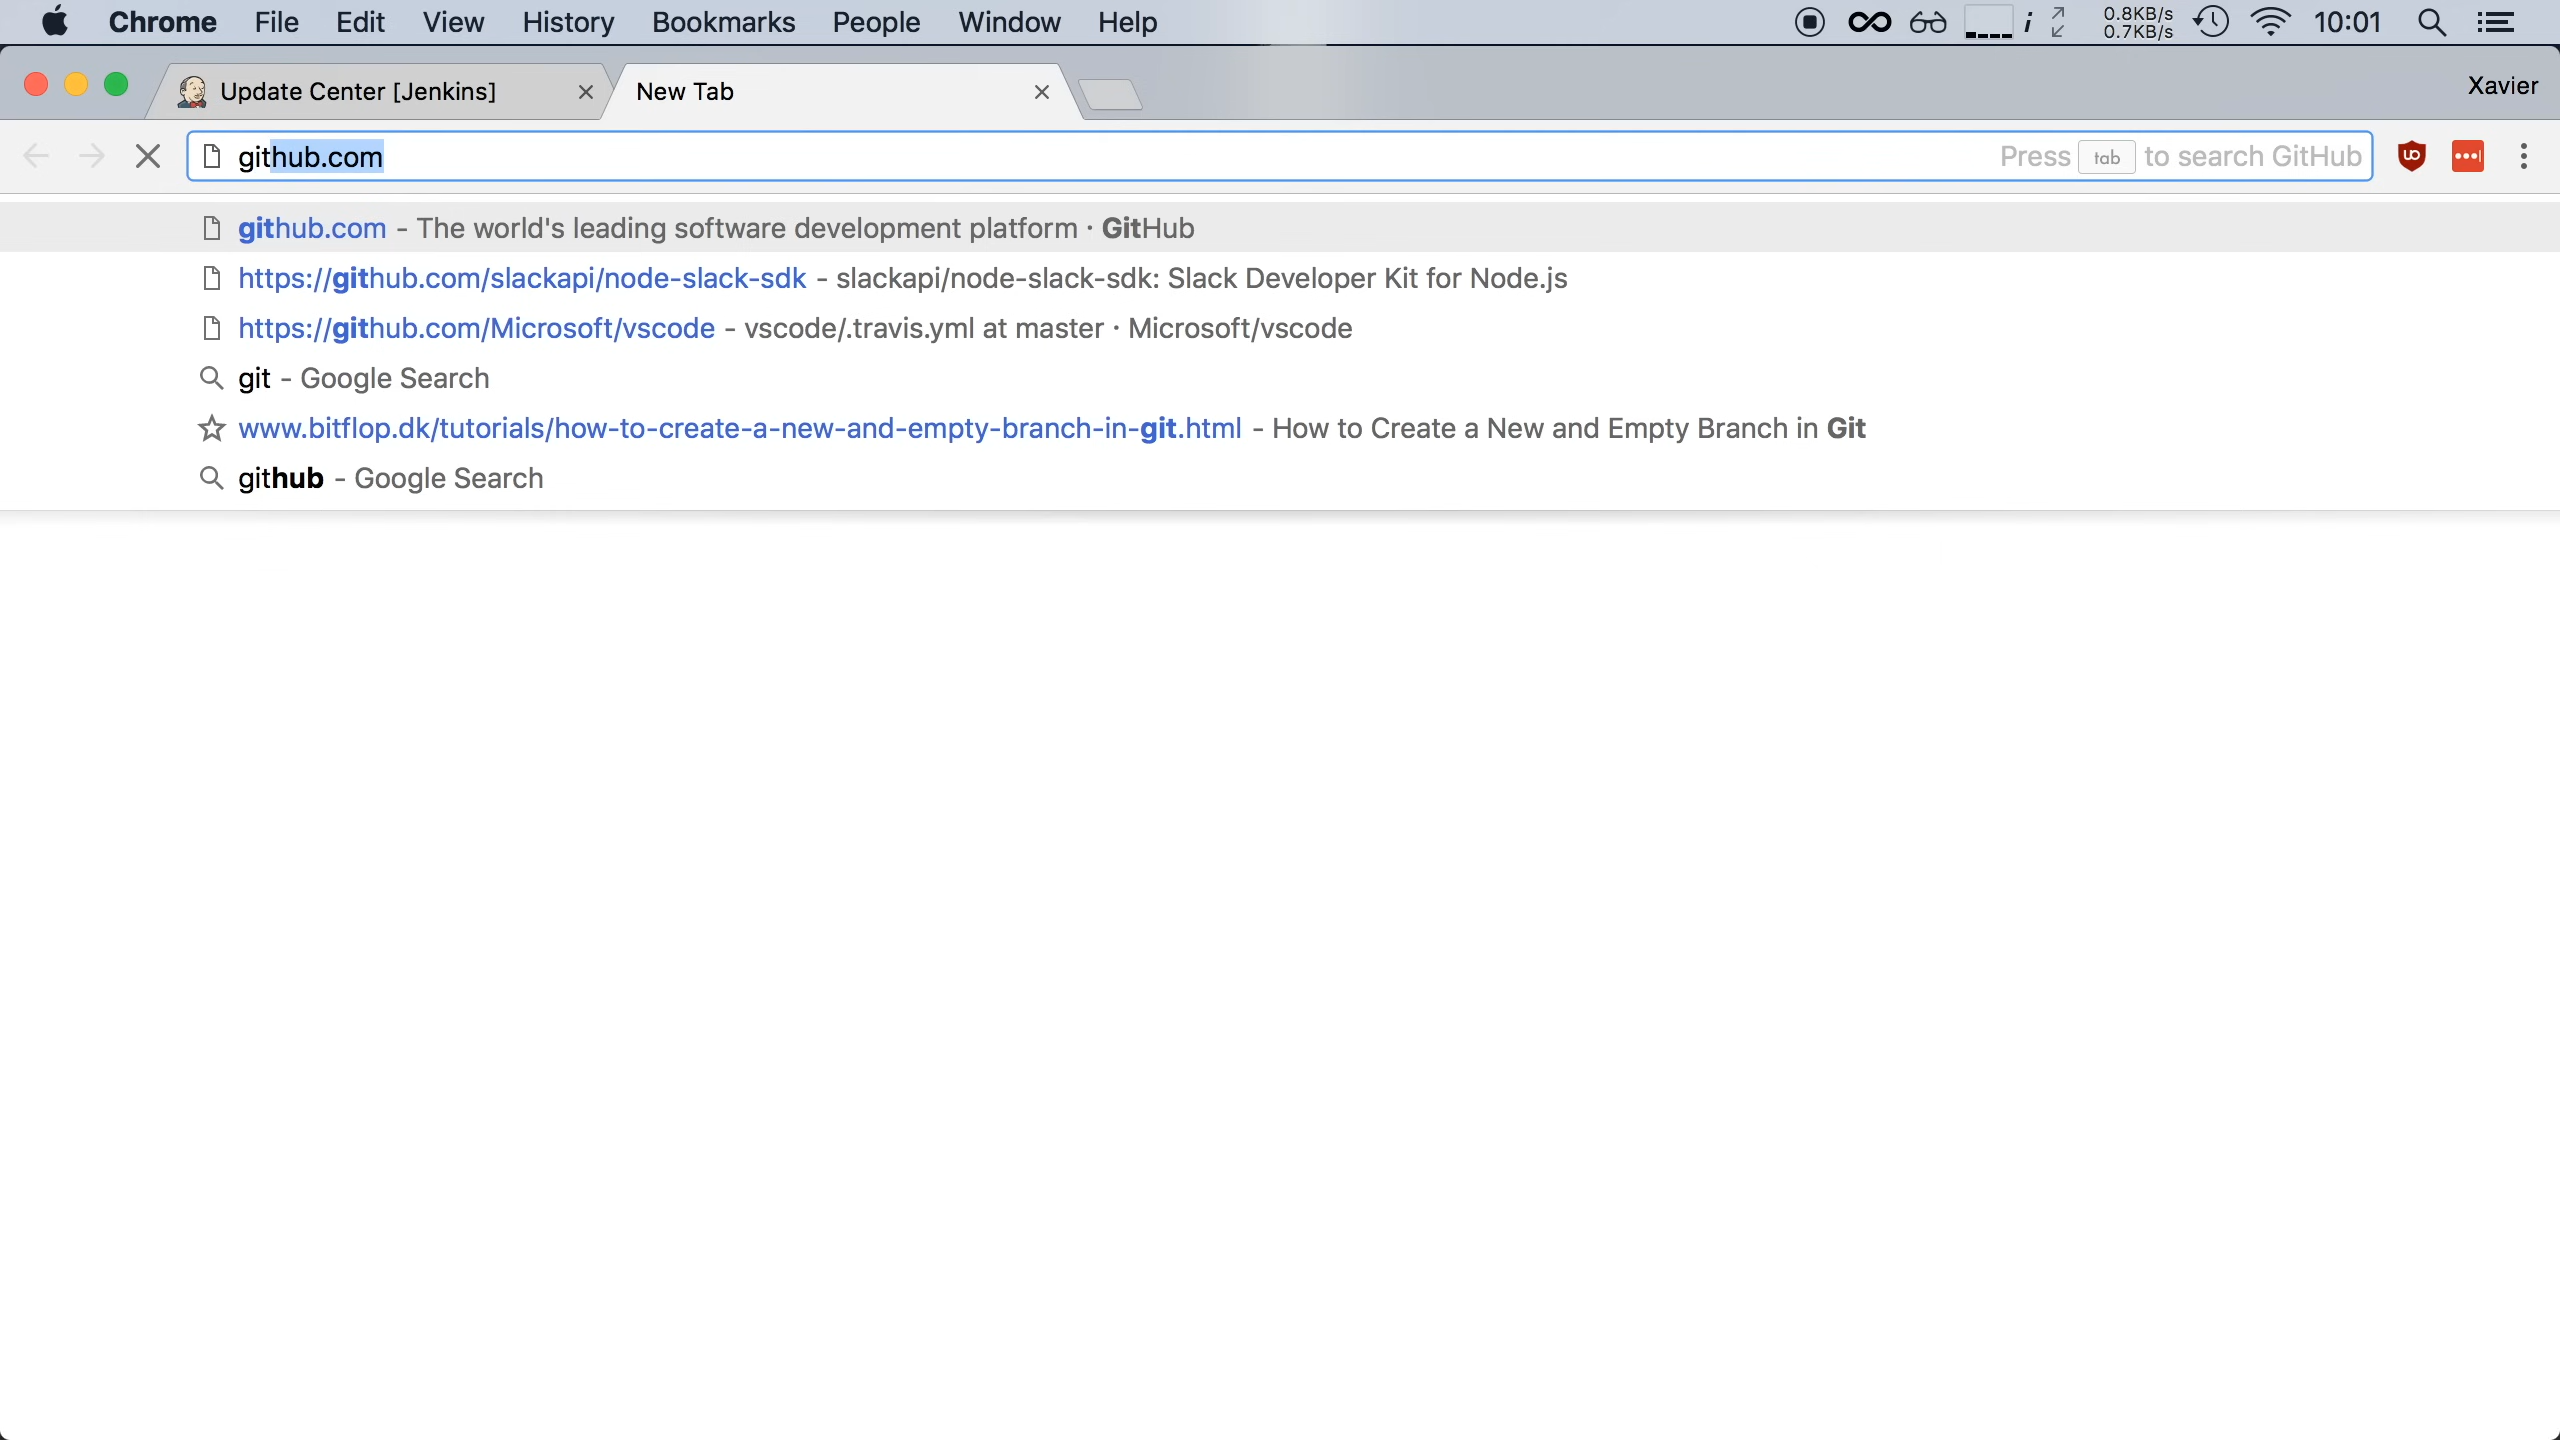 Chrome File Edit View History Bookmarks People Window Help i 0.8KB/s 0.7KB/s 10:01
Update Center [Jenkins] New Tab Xavier
github.com Press tab to search GitHub
github.com - The world's leading software development platform · GitHub
https://github.com/slackapi/node-slack-sdk - slackapi/node-slack-sdk: Slack Developer Kit for Node.js
https://github.com/Microsoft/vscode - vscode/.travis.yml at master · Microsoft/vscode
git - Google Search
www.bitflop.dk/tutorials/how-to-create-a-new-and-empty-branch-in-git.html - How to Create a New and Empty Branch in Git
github - Google Search